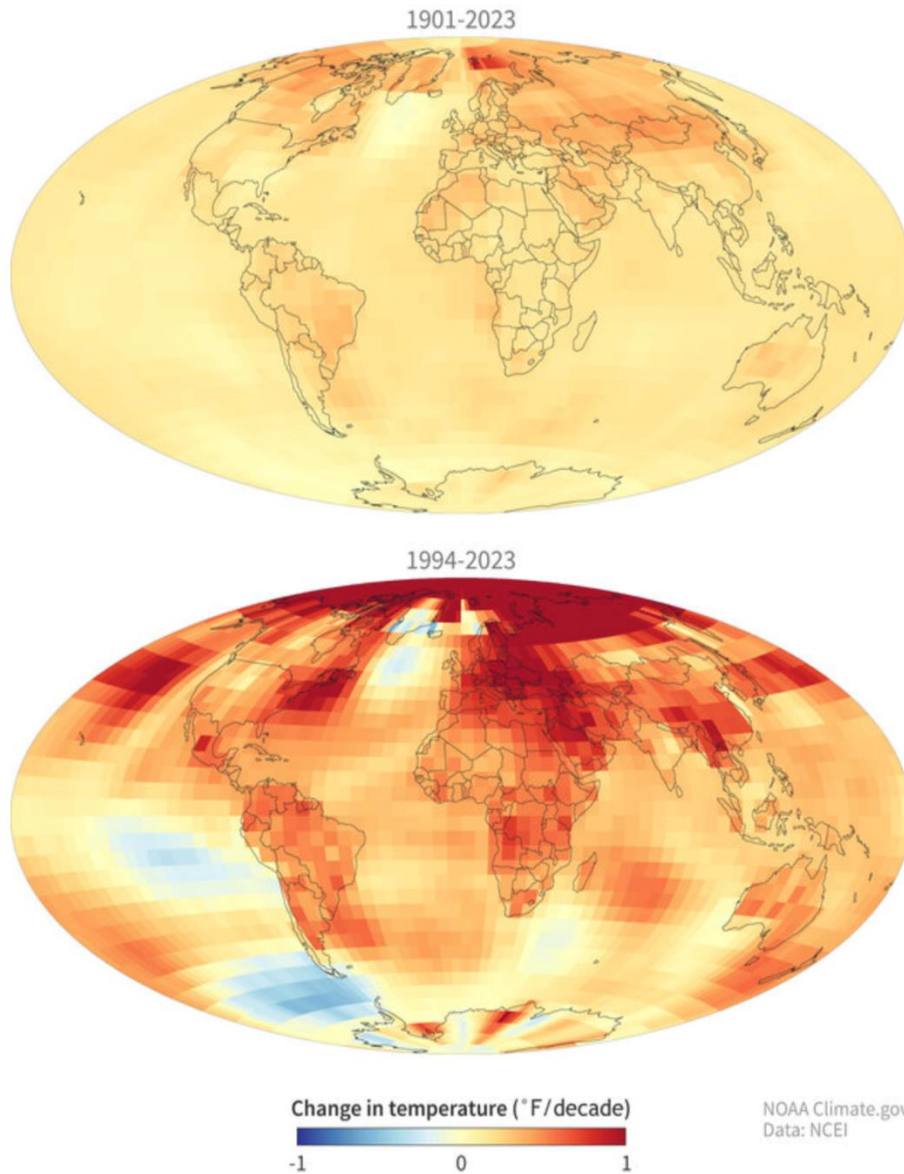 1901-2023
1994-2023
Change in temperature (°F/decade)
-1 0 1
NOAA Climate.gov
Data: NCEI